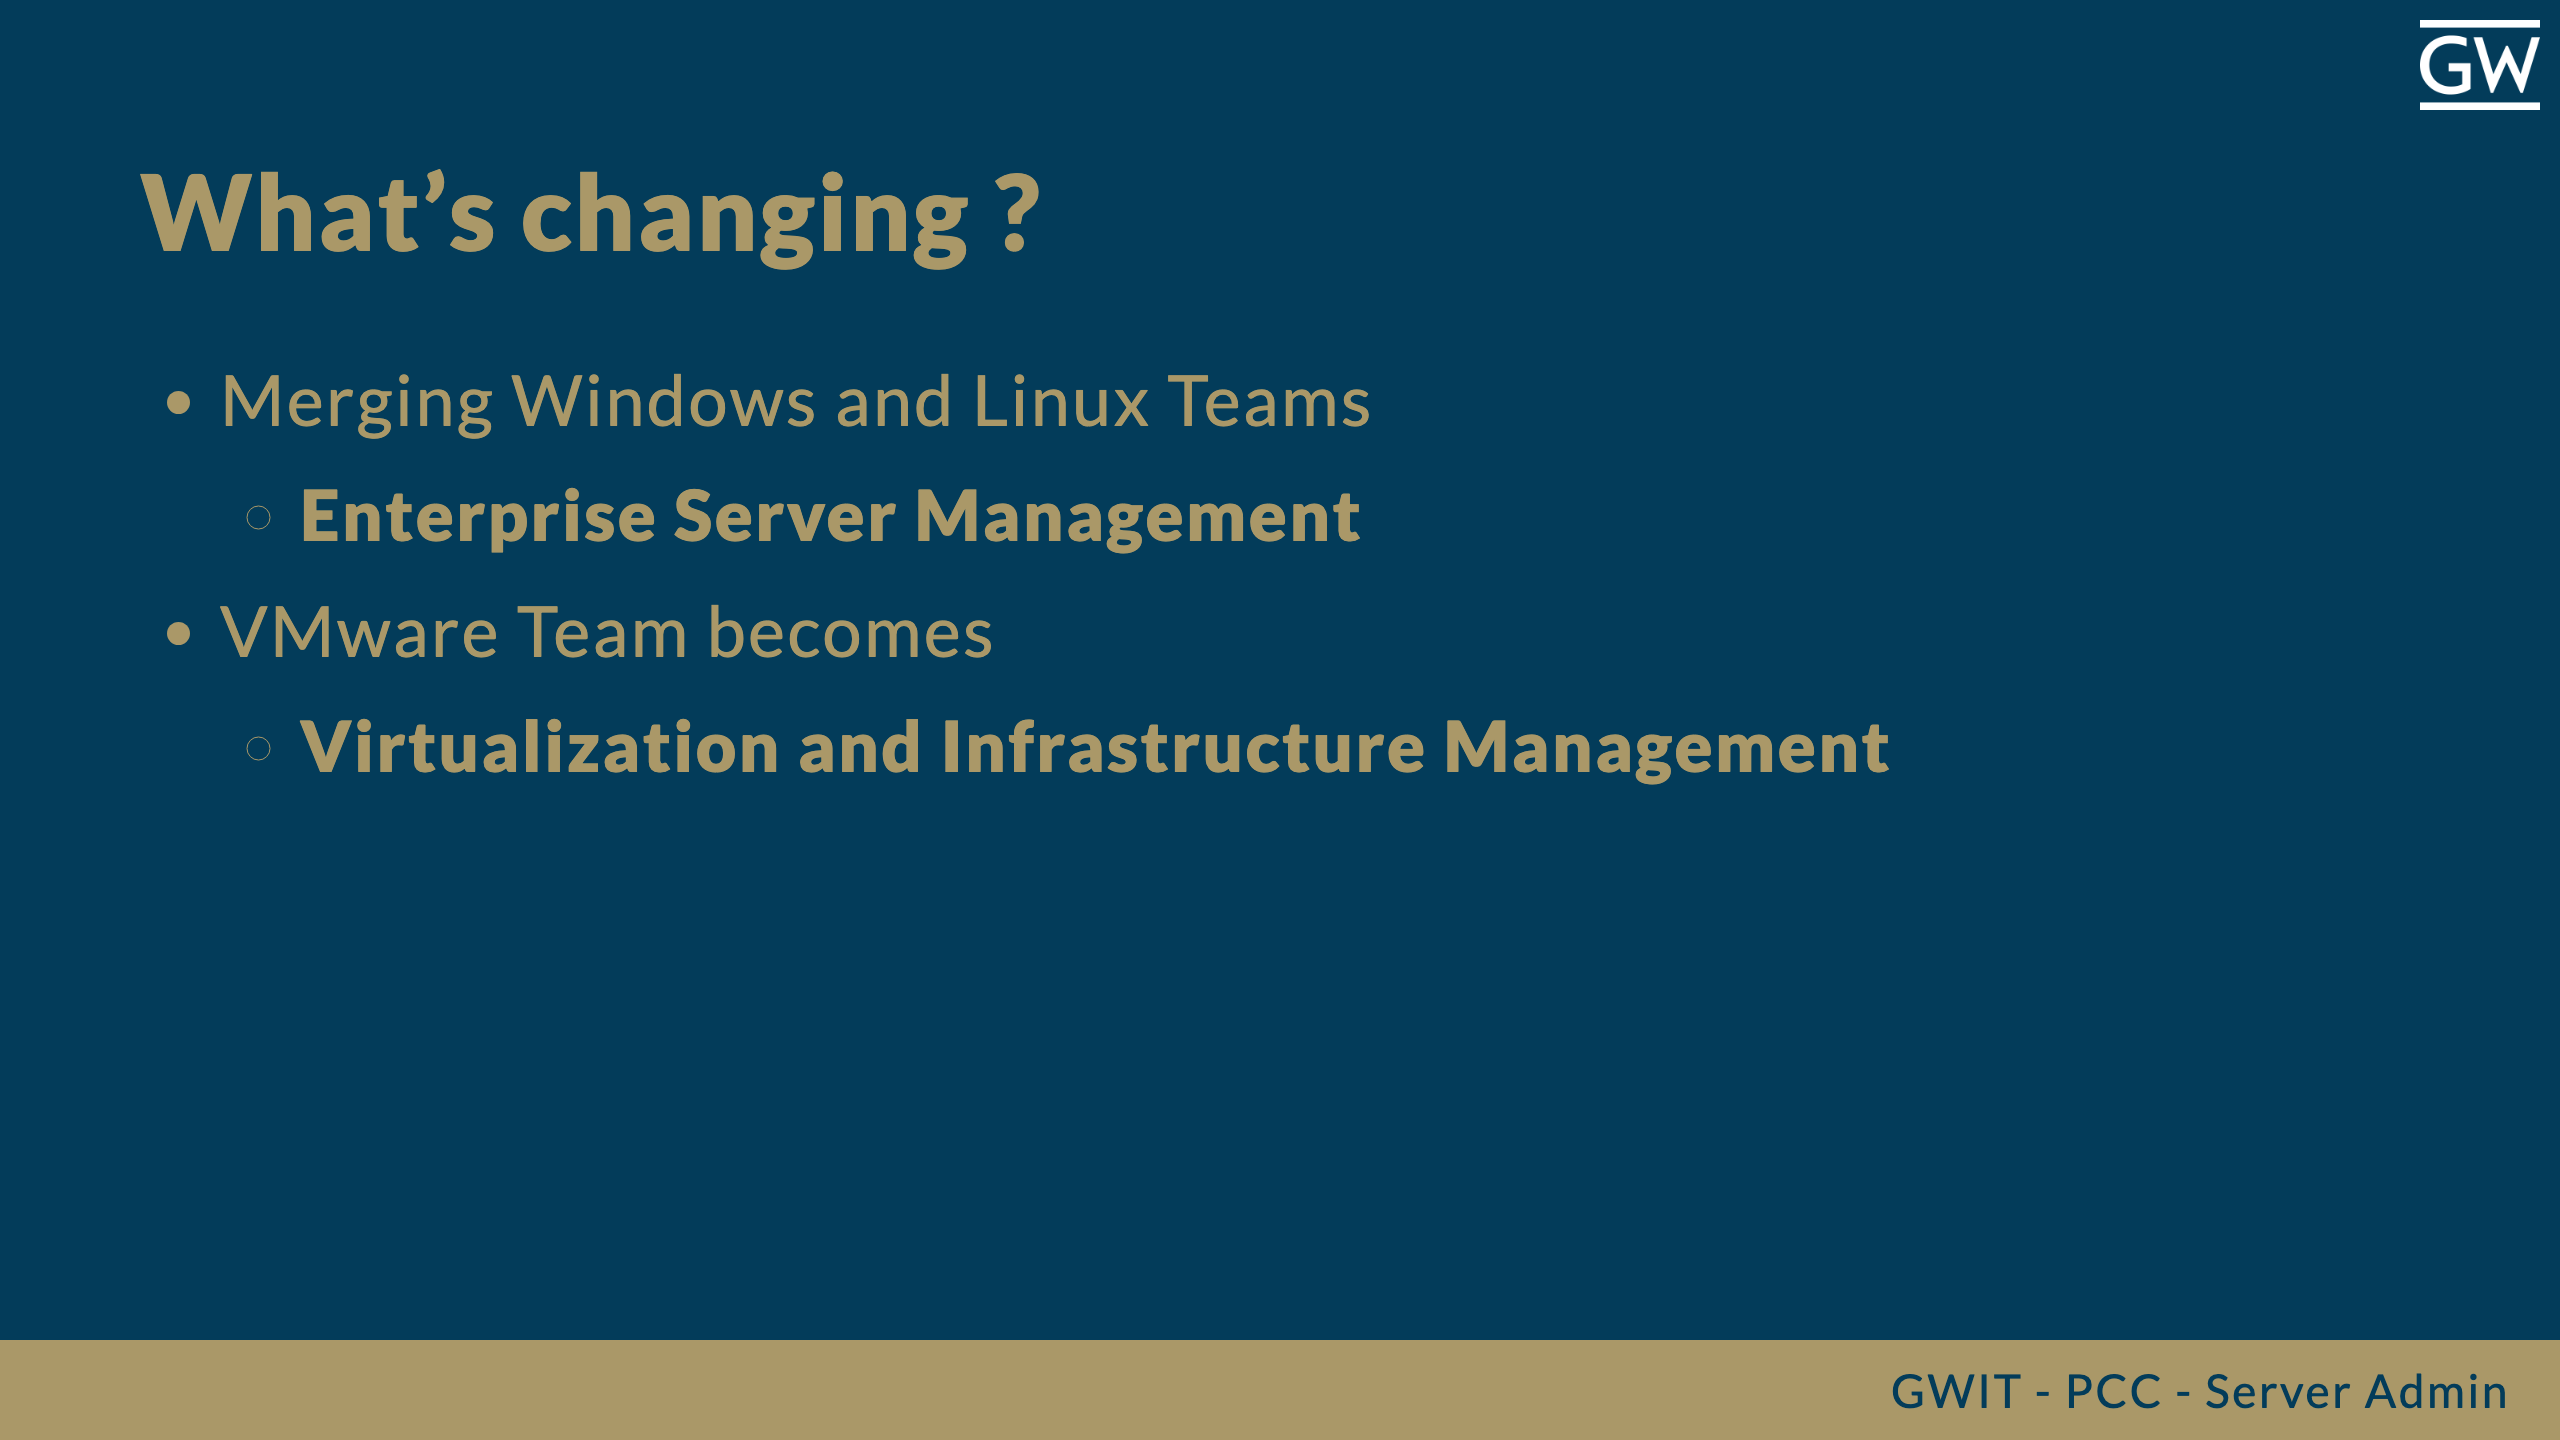 GW
What’s changing ?
• Merging Windows and Linux Teams
○ Enterprise Server Management
• VMware Team becomes
○ Virtualization and Infrastructure Management
GWIT - PCC - Server Admin